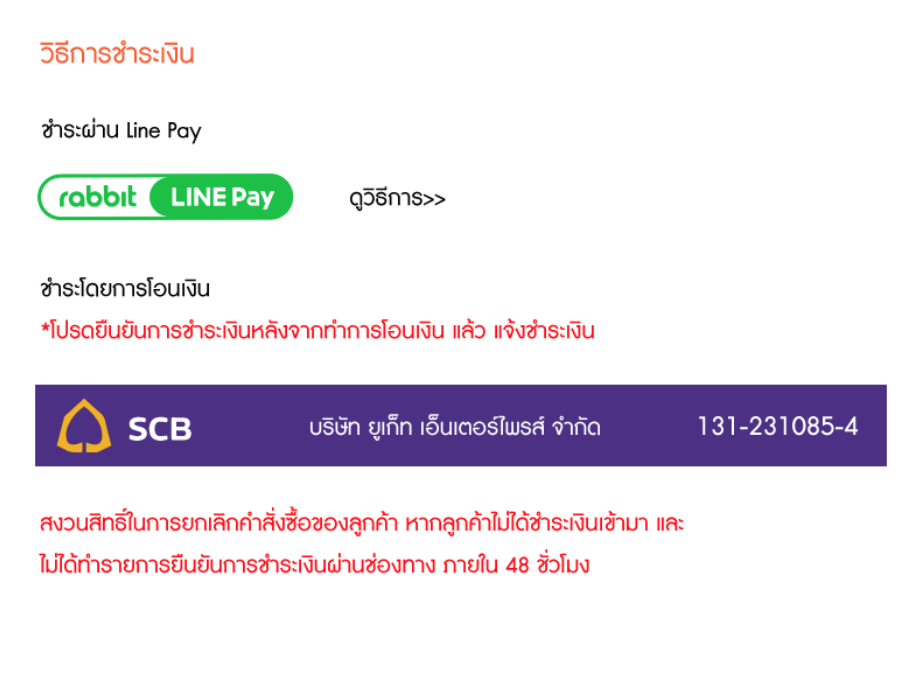 วิธีการชำระเงิน
ชำระผ่าน Line Pay
rabbit LINE Pay ดูวิธีการ>>
ชำระโดยการโอนเงิน
*โปรดยืนยันการชำระเงินหลังจากทำการโอนเงิน แล้ว แจ้งชำระเงิน
SCB บริษัท ยูเก็ท เอ็นเตอร์ไพรส์ จำกัด 131-231085-4
สงวนสิทธิ์ในการยกเลิกคำสั่งซื้อของลูกค้า หากลูกค้าไม่ได้ชำระเงินเข้ามา และ
ไม่ได้ทำรายการยืนยันการชำระเงินผ่านช่องทาง ภายใน 48 ชั่วโมง